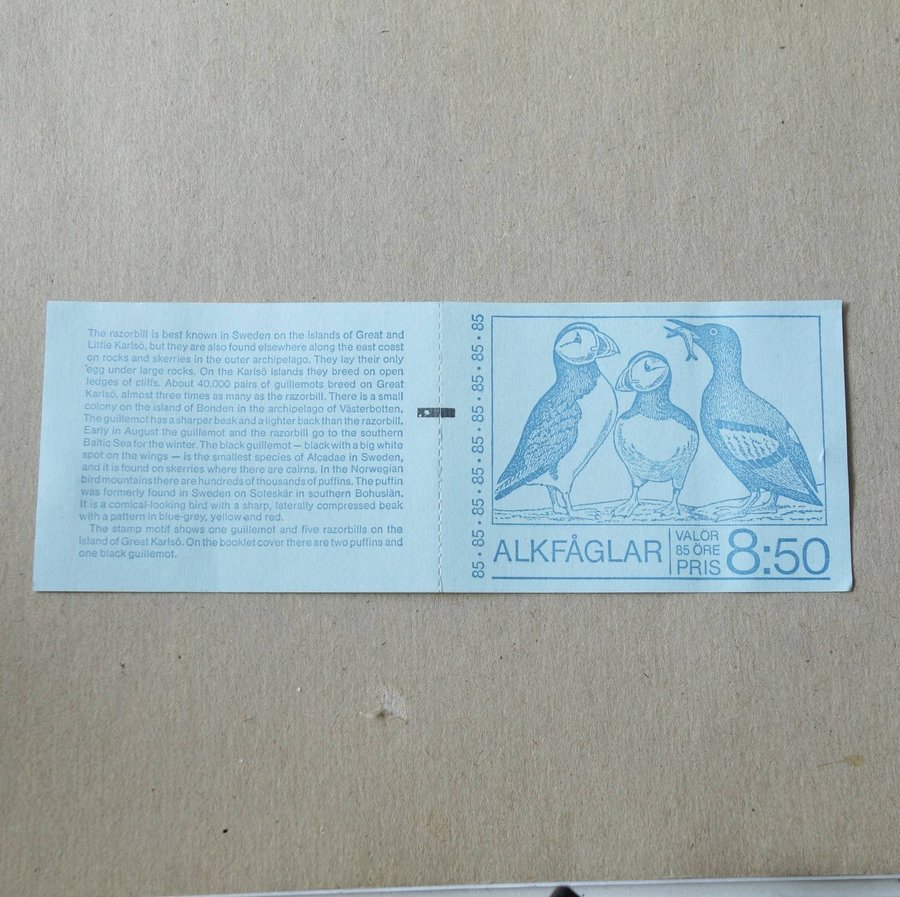 The razorbill is best known in Sweden on the islands of Great and
Little Karlsö, but they are also found elsewhere along the east coast
on rocks and skerries in the outer archipelago. They lay their only
egg under large rocks. On the Karlsö islands they breed on open
ledges of cliffs. About 40,000 pairs of guillemots breed on Great
Karlsö, almost three times as many as the razorbill. There is a small
colony on the island of Bonden in the archipelago of Västerbotten.
The guillemot has a sharper beak and a lighter back than the razorbill.
Early in August the guillemot and the razorbill go to the southern
Baltic Sea for the winter. The black guillemot — black with a big white
spot on the wings — is the smallest species of Alcadae in Sweden,
and it is found on skerries where there are cairns. In the Norwegian
bird mountains there are hundreds of thousands of puffins. The puffin
was formerly found in Sweden on Soteskär in southern Bohuslän.
It is a comical-looking bird with a sharp, laterally compressed beak
with a pattern in blue-grey, yellow and red.
The stamp motif shows one guillemot and five razorbills on the
island of Great Karlsö. On the booklet cover there are two puffins and
one black guillemot.
85 • 85 • 85 • 85 • 85 • 85 • 85 • 85
ALKFÅGLAR
VALÖR
85 ÖRE
PRIS 8:50